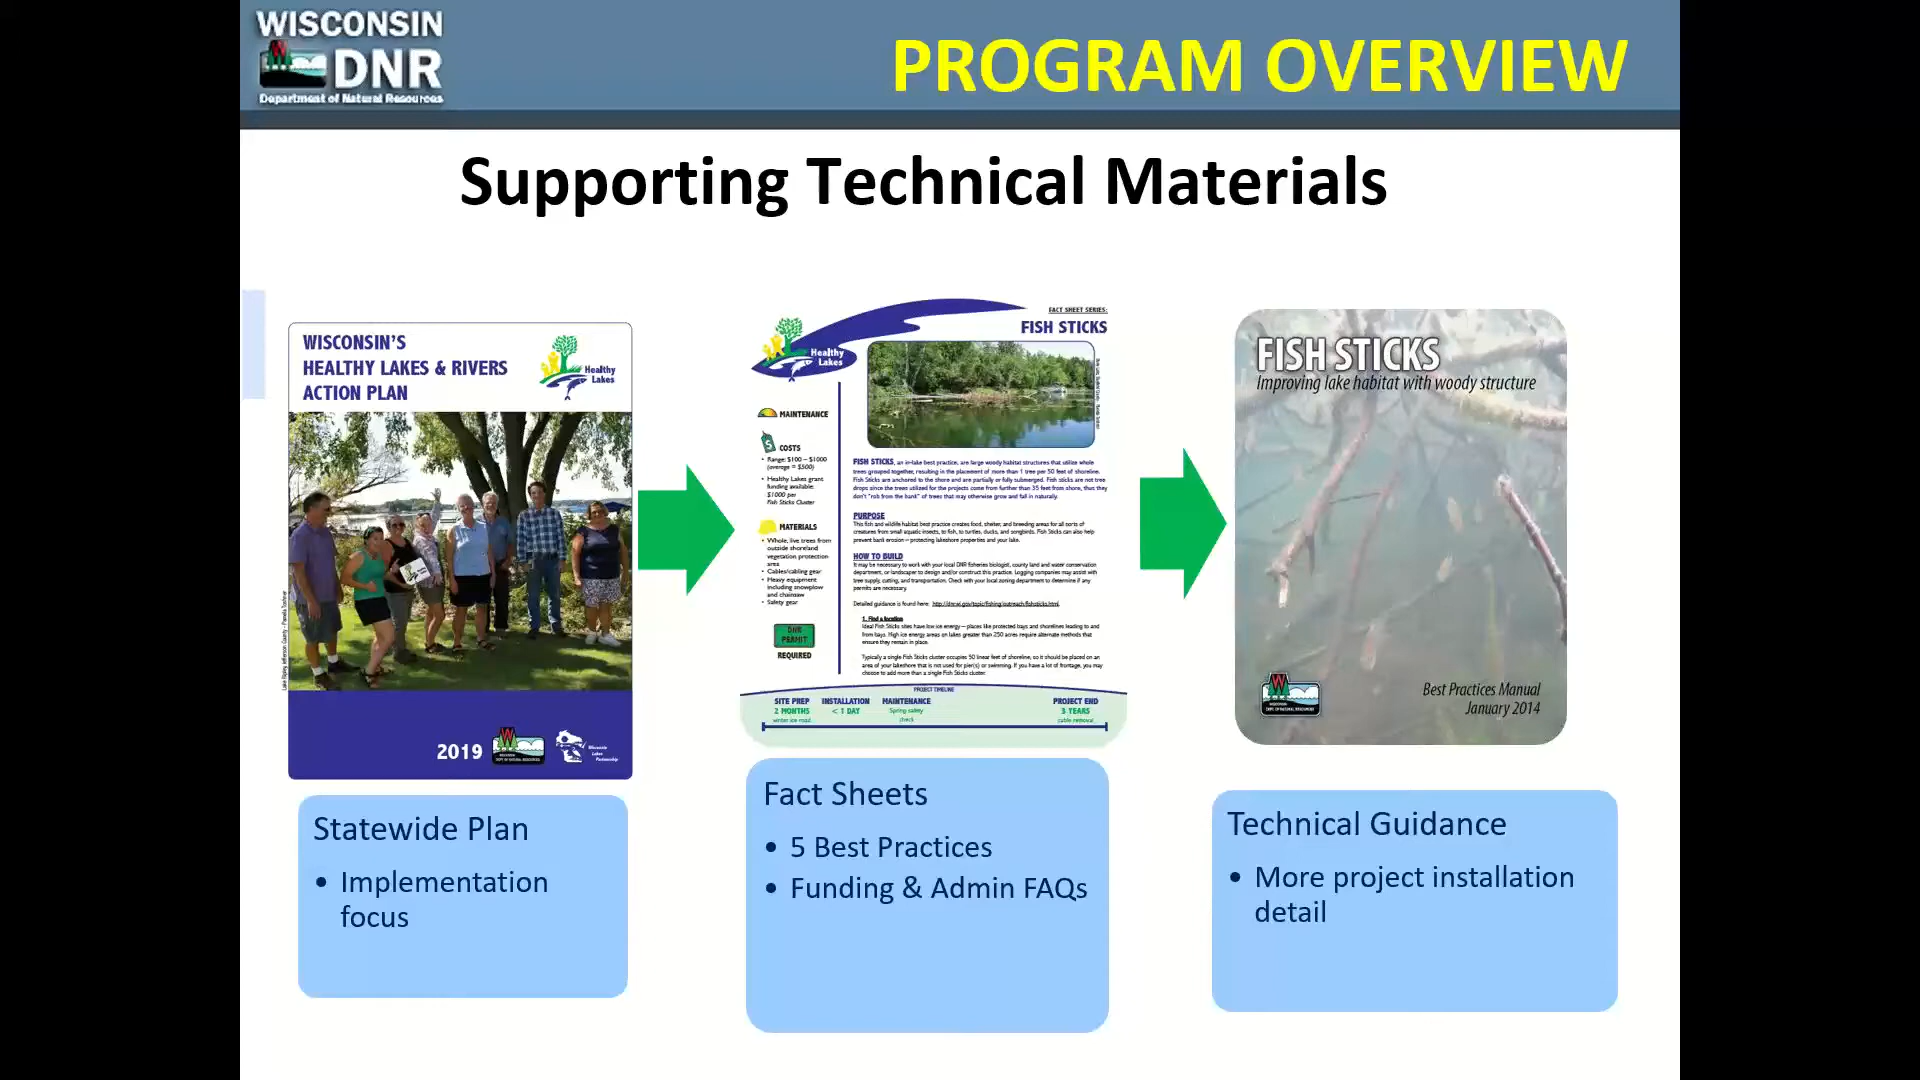 WISCONSIN
DNR
Department of Natural Resources
PROGRAM OVERVIEW
Supporting Technical Materials
WISCONSIN'S
HEALTHY LAKES & RIVERS
ACTION PLAN
Healthy
Lakes
2019
Statewide Plan
• Implementation
focus
FACT SHEET SERIES:
FISH STICKS
Healthy
Lakes
MAINTENANCE
COSTS
• Range: $100 – $1000
(average = $500)
• Healthy Lakes grant
funding available:
$1000 per
Fish Sticks Cluster
MATERIALS
• Whole, live trees from
outside shoreland
vegetation protection
area
• Cables/cabling gear
• Heavy equipment
including snowplow
and chainsaw
• Safety gear
DNR
PERMIT
REQUIRED
FISH STICKS, an in-lake best practice, are large woody habitat structures that utilize whole
trees grouped together, resulting in the placement of more than 1 tree per 50 feet of shoreline.
Fish Sticks are anchored to the shore and are partially or fully submerged. Fish sticks are not tree
drops since the trees utilized for the projects come from further than 35 feet from shore, thus they
don't "rob from the bank" of trees that may otherwise grow and fall in naturally.
PURPOSE
This fish and wildlife habitat best practice creates food, shelter, and breeding areas for all sorts of
creatures from small aquatic insects, to fish, to turtles, ducks, and songbirds. Fish Sticks can also help
prevent bank erosion – protecting lakeshore properties and your lake.
HOW TO BUILD
It may be necessary to work with your local DNR fisheries biologist, county land and water conservation
department, or landscaper to design and/or construct this practice. Logging companies may assist with
tree supply, cutting, and transportation. Check with your local zoning department to determine if any
permits are necessary.
Detailed guidance is found here: http://dnr.wi.gov/topic/fishing/outreach/fishsticks.html.
1. Find a location
Ideal Fish Sticks sites have low ice energy – places like protected bays and shorelines leading to and
from bays. High ice energy areas on lakes greater than 250 acres require alternate methods that
ensure they remain in place.
Typically a single Fish Sticks cluster occupies 50 linear feet of shoreline, so it should be placed on an
area of your lakeshore that is not used for pier(s) or swimming. If you have a lot of frontage, you may
choose to add more than a single Fish Sticks cluster.
PROJECT TIMELINE
SITE PREP INSTALLATION MAINTENANCE PROJECT END
2 MONTHS < 1 DAY Spring safety 3 YEARS
winter ice road check cable removal
Fact Sheets
• 5 Best Practices
• Funding & Admin FAQs
FISH STICKS
Improving lake habitat with woody structure
Best Practices Manual
January 2014
Technical Guidance
• More project installation
detail